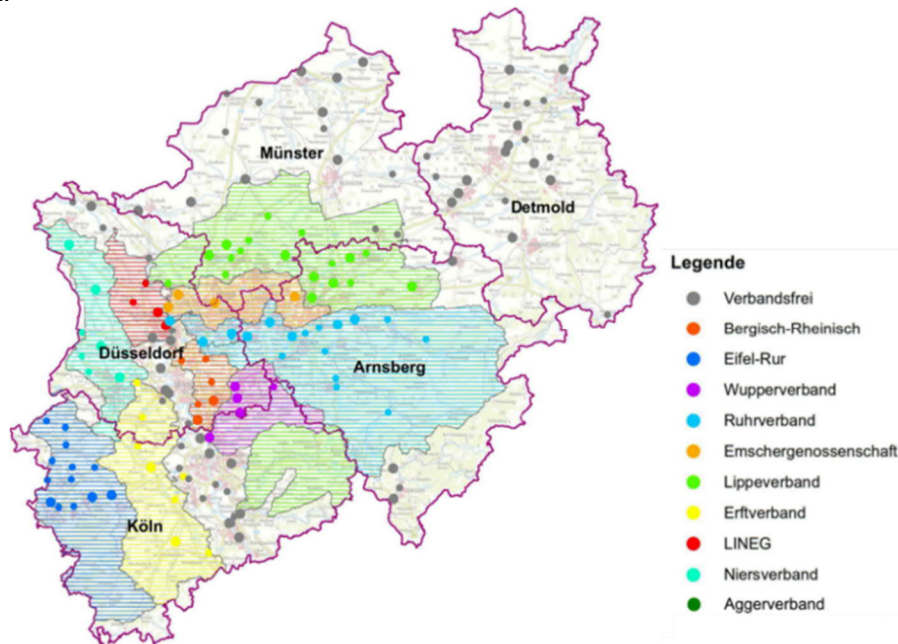 Münster
Detmold
Düsseldorf
Arnsberg
Köln
Legende
Verbandsfrei
Bergisch-Rheinisch
Eifel-Rur
Wupperverband
Ruhrverband
Emschergenossenschaft
Lippeverband
Erftverband
LINEG
Niersverband
Aggerverband